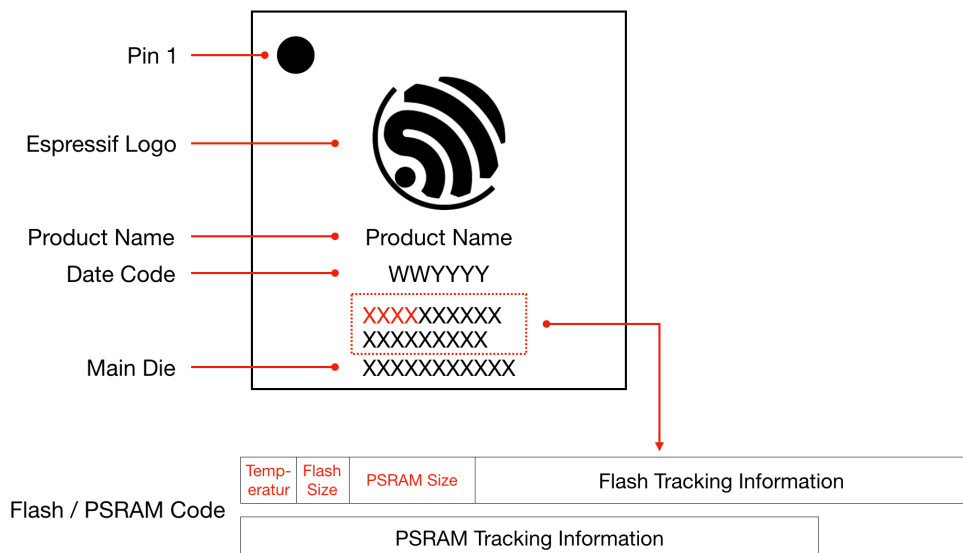 Pin 1
Espressif Logo
Product Name Product Name
Date Code WWYYYY
XXXXXXXXXX
XXXXXXXXX
Main Die XXXXXXXXXXX
Temp-
eratur
Flash
Size
PSRAM Size
Flash Tracking Information
Flash / PSRAM Code
PSRAM Tracking Information